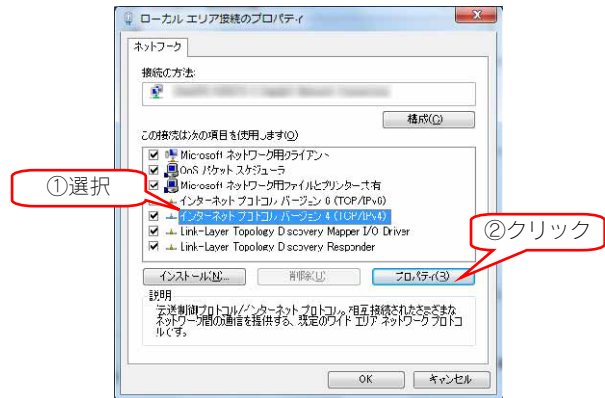 ローカル エリア接続のプロパティ
ネットワーク
接続の方法:
構成(C)
この接続は次の項目を使用します(O)
Microsoft ネットワーク用クライアント
QoS パケット スケジューラ
Microsoft ネットワーク用ファイルとプリンター共有
インターネット プロトコル バージョン 6 (TCP/IPv6)
インターネット プロトコル バージョン 4 (TCP/IPv4)
Link-Layer Topology Discovery Mapper I/O Driver
Link-Layer Topology Discovery Responder
①選択
②クリック
インストール(N)...
削除(U)
プロパティ(R)
説明
伝送制御プロトコル/インターネット プロトコル。相互接続されたさまざまな
ネットワーク間の通信を提供する、既定のワイド エリア ネットワーク プロトコ
ルです。
OK
キャンセル